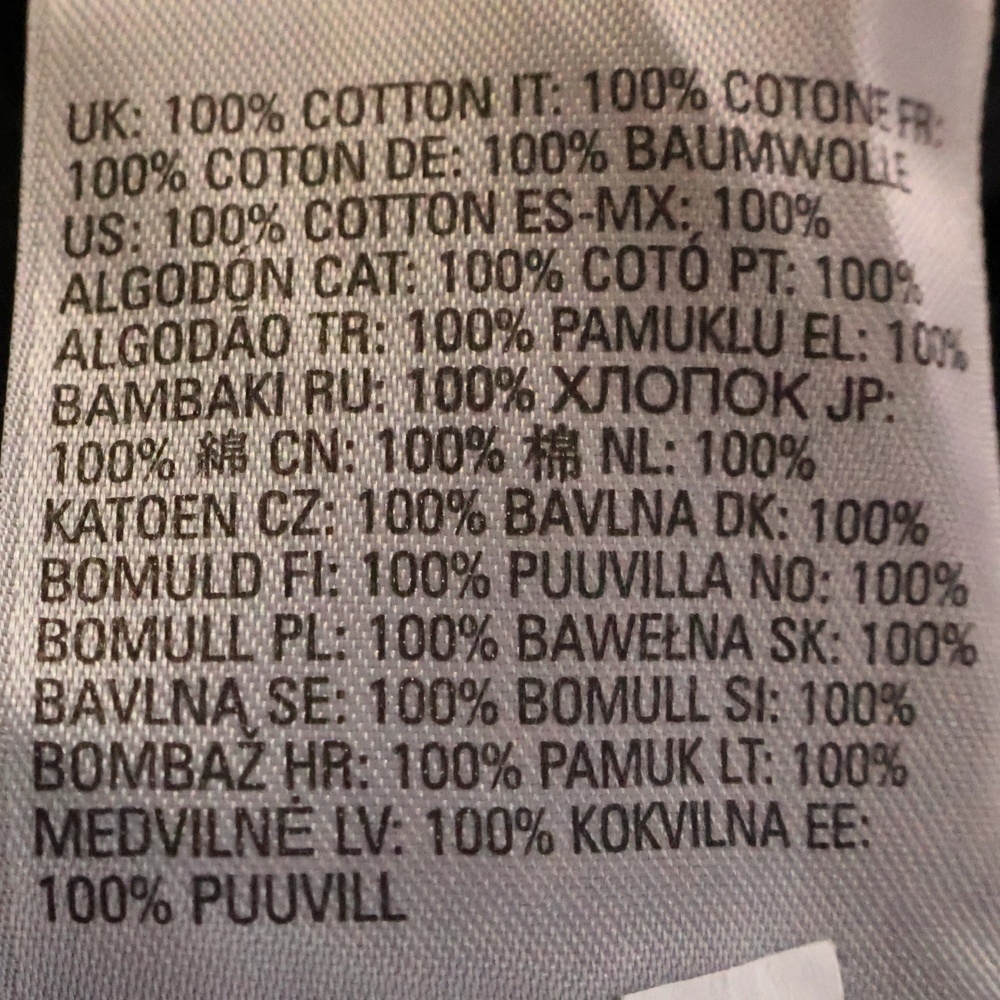 UK: 100% COTTON IT: 100% COTONE FR:
100% COTON DE: 100% BAUMWOLLE
US: 100% COTTON ES-MX: 100%
ALGODÓN CAT: 100% COTÓ PT: 100%
ALGODÃO TR: 100% PAMUKLU EL: 100%
BAMBAKI RU: 100% ХЛОПОК JP:
100% 綿 CN: 100% 棉 NL: 100%
KATOEN CZ: 100% BAVLNA DK: 100%
BOMULD FI: 100% PUUVILLA NO: 100%
BOMULL PL: 100% BAWEŁNA SK: 100%
BAVLNA SE: 100% BOMULL SI: 100%
BOMBAŽ HR: 100% PAMUK LT: 100%
MEDVILNĖ LV: 100% KOKVILNA EE:
100% PUUVILL